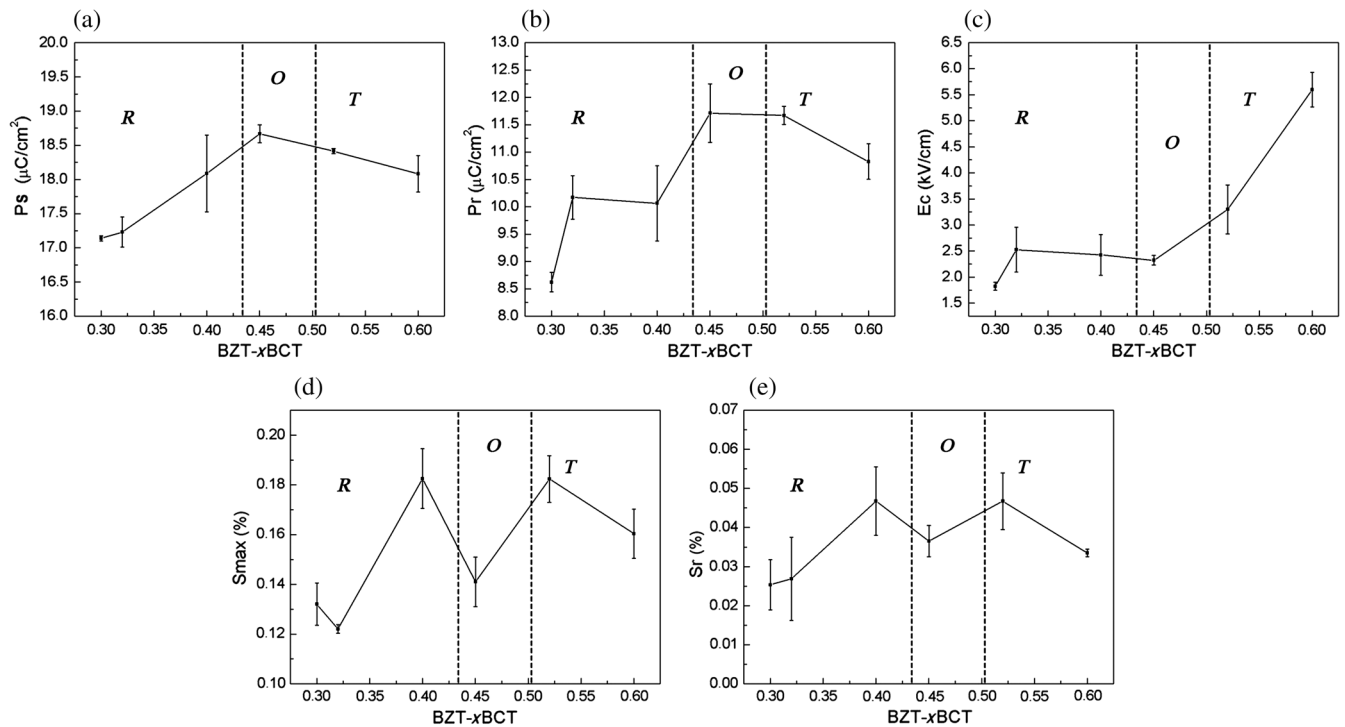 (a)
20.0
19.5
19.0
18.5
18.0
17.5
17.0
16.5
16.0
Ps (μC/cm²)
R
O
T
0.30 0.35 0.40 0.45 0.50 0.55 0.60
BZT-xBCT
(b)
13.0
12.5
12.0
11.5
11.0
10.5
10.0
9.5
9.0
8.5
8.0
Pr (μC/cm²)
R
O
T
0.30 0.35 0.40 0.45 0.50 0.55 0.60
BZT-xBCT
(c)
6.5
6.0
5.5
5.0
4.5
4.0
3.5
3.0
2.5
2.0
1.5
Ec (kV/cm)
R
O
T
0.30 0.35 0.40 0.45 0.50 0.55 0.60
BZT-xBCT
(d)
0.20
0.18
0.16
0.14
0.12
0.10
Smax (%)
R
O
T
0.30 0.35 0.40 0.45 0.50 0.55 0.60
BZT-xBCT
(e)
0.07
0.06
0.05
0.04
0.03
0.02
0.01
0.00
Sr (%)
R
O
T
0.30 0.35 0.40 0.45 0.50 0.55 0.60
BZT-xBCT